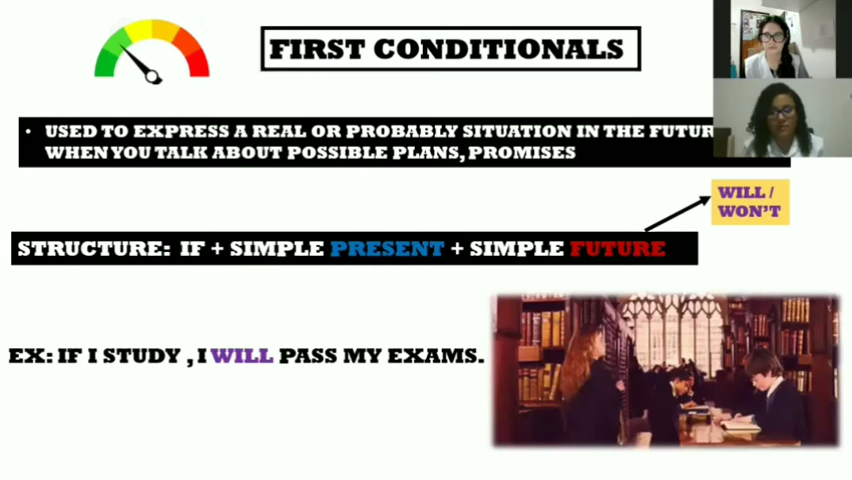 FIRST CONDITIONALS
• USED TO EXPRESS A REAL OR PROBABLY SITUATION IN THE FUTUR
WHEN YOU TALK ABOUT POSSIBLE PLANS, PROMISES
WILL /
WON'T
STRUCTURE: IF + SIMPLE PRESENT + SIMPLE FUTURE
EX: IF I STUDY , I WILL PASS MY EXAMS.